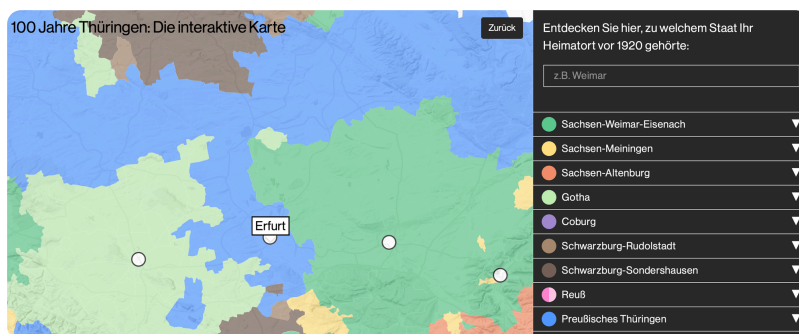 100 Jahre Thüringen: Die interaktive Karte
Zurück
Erfurt
Entdecken Sie hier, zu welchem Staat Ihr
Heimatort vor 1920 gehörte:
z.B. Weimar
Sachsen-Weimar-Eisenach
Sachsen-Meiningen
Sachsen-Altenburg
Gotha
Coburg
Schwarzburg-Rudolstadt
Schwarzburg-Sondershausen
Reuß
Preußisches Thüringen